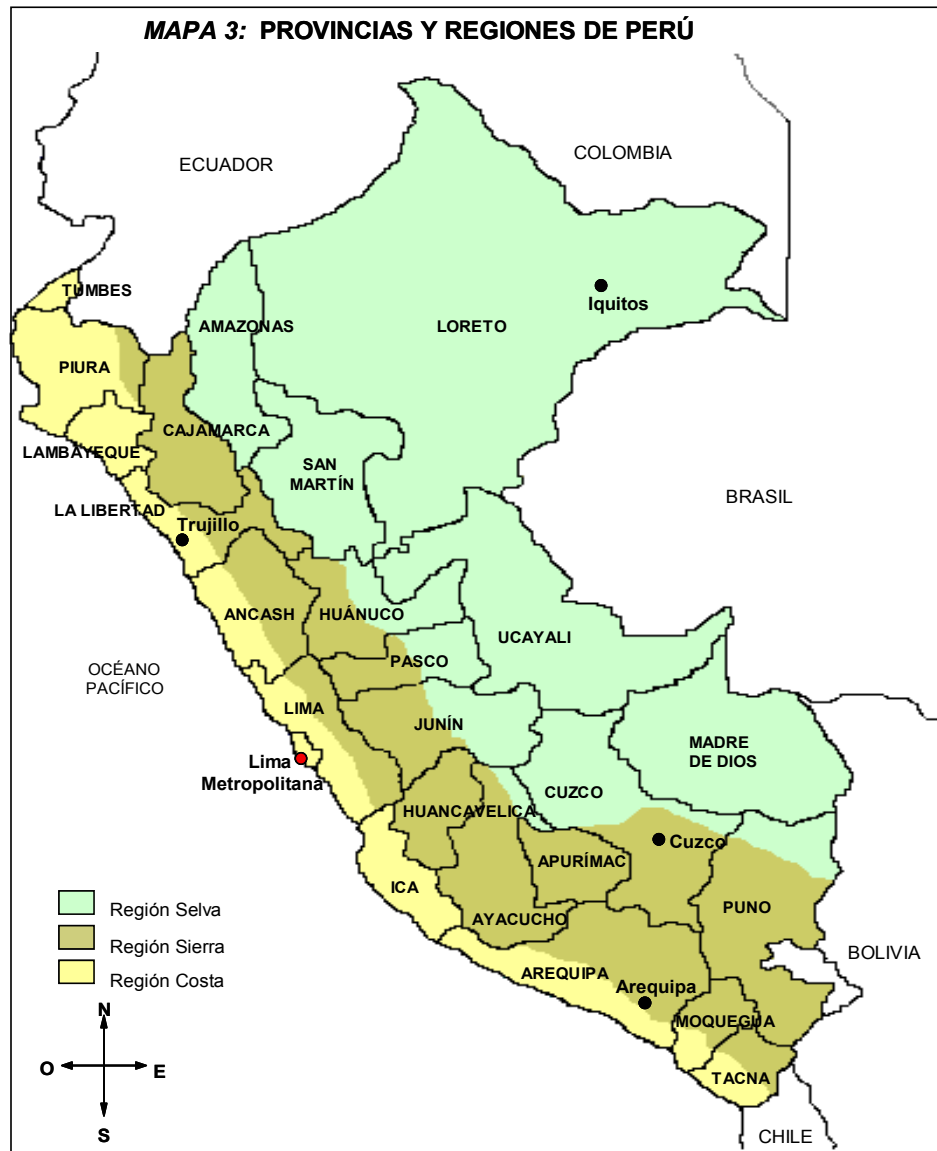 MAPA 3: PROVINCIAS Y REGIONES DE PERÚ
COLOMBIA
ECUADOR
TUMBES
Iquitos
AMAZONAS
LORETO
PIURA
CAJAMARCA
LAMBAYEQUE
SAN
MARTÍN
BRASIL
LA LIBERTAD
Trujillo
ANCASH
HUÁNUCO
UCAYALI
PASCO
OCÉANO
PACÍFICO
LIMA
JUNÍN
MADRE
DE DIOS
Lima
Metropolitana
CUZCO
HUANCAVELICA
Cuzco
APURÍMAC
ICA
PUNO
AYACUCHO
Región Selva
Región Sierra
Región Costa
BOLIVIA
AREQUIPA
Arequipa
MOQUEGUA
TACNA
N
O
E
S
CHILE